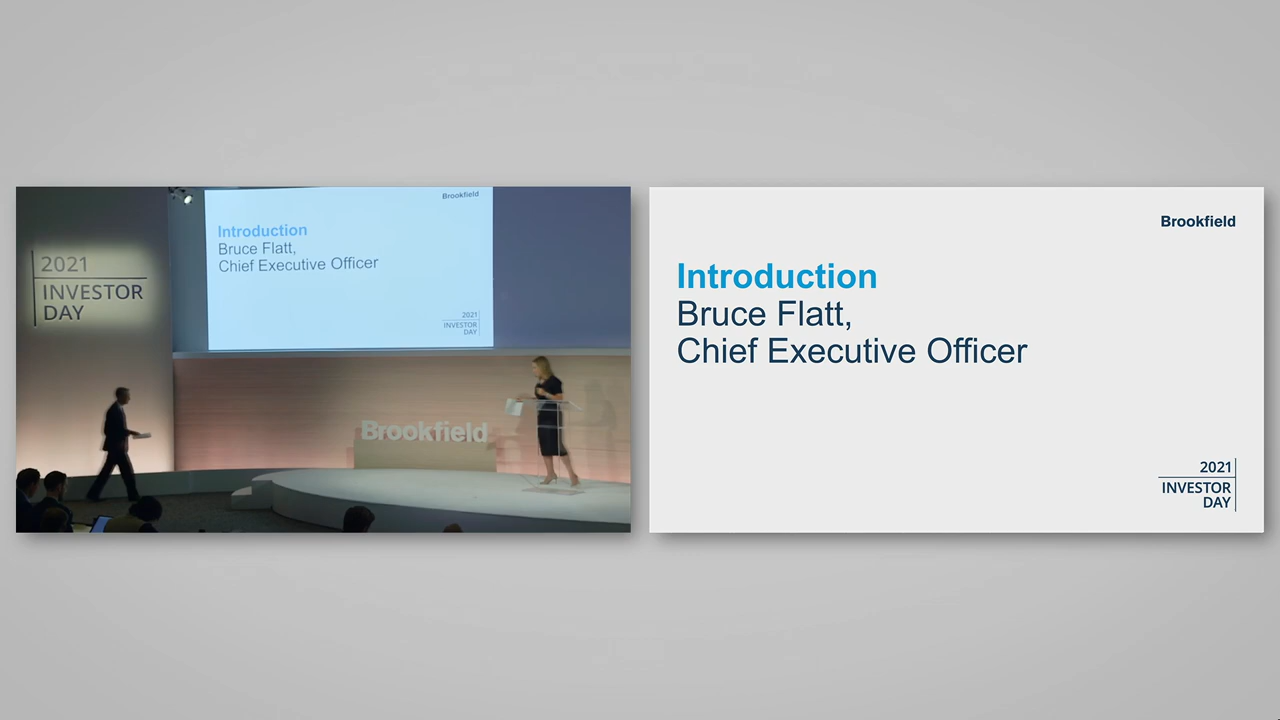 2021
INVESTOR
DAY
Brookfield
Introduction
Bruce Flatt,
Chief Executive Officer
2021
INVESTOR
DAY
Brookfield
Brookfield
Introduction
Bruce Flatt,
Chief Executive Officer
2021
INVESTOR
DAY